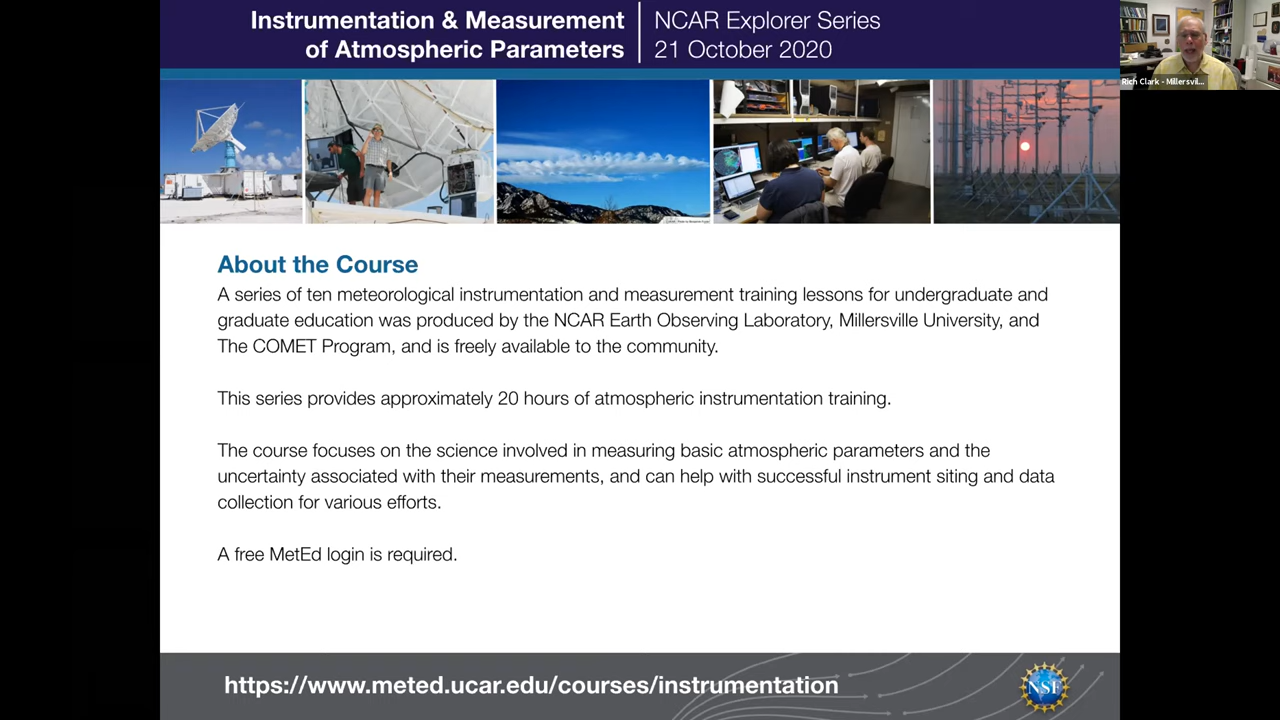 Instrumentation & Measurement
of Atmospheric Parameters
NCAR Explorer Series
21 October 2020
Rich Clark - Millersvil...
About the Course
A series of ten meteorological instrumentation and measurement training lessons for undergraduate and
graduate education was produced by the NCAR Earth Observing Laboratory, Millersville University, and
The COMET Program, and is freely available to the community.
This series provides approximately 20 hours of atmospheric instrumentation training.
The course focuses on the science involved in measuring basic atmospheric parameters and the
uncertainty associated with their measurements, and can help with successful instrument siting and data
collection for various efforts.
A free MetEd login is required.
https://www.meted.ucar.edu/courses/instrumentation
NSF